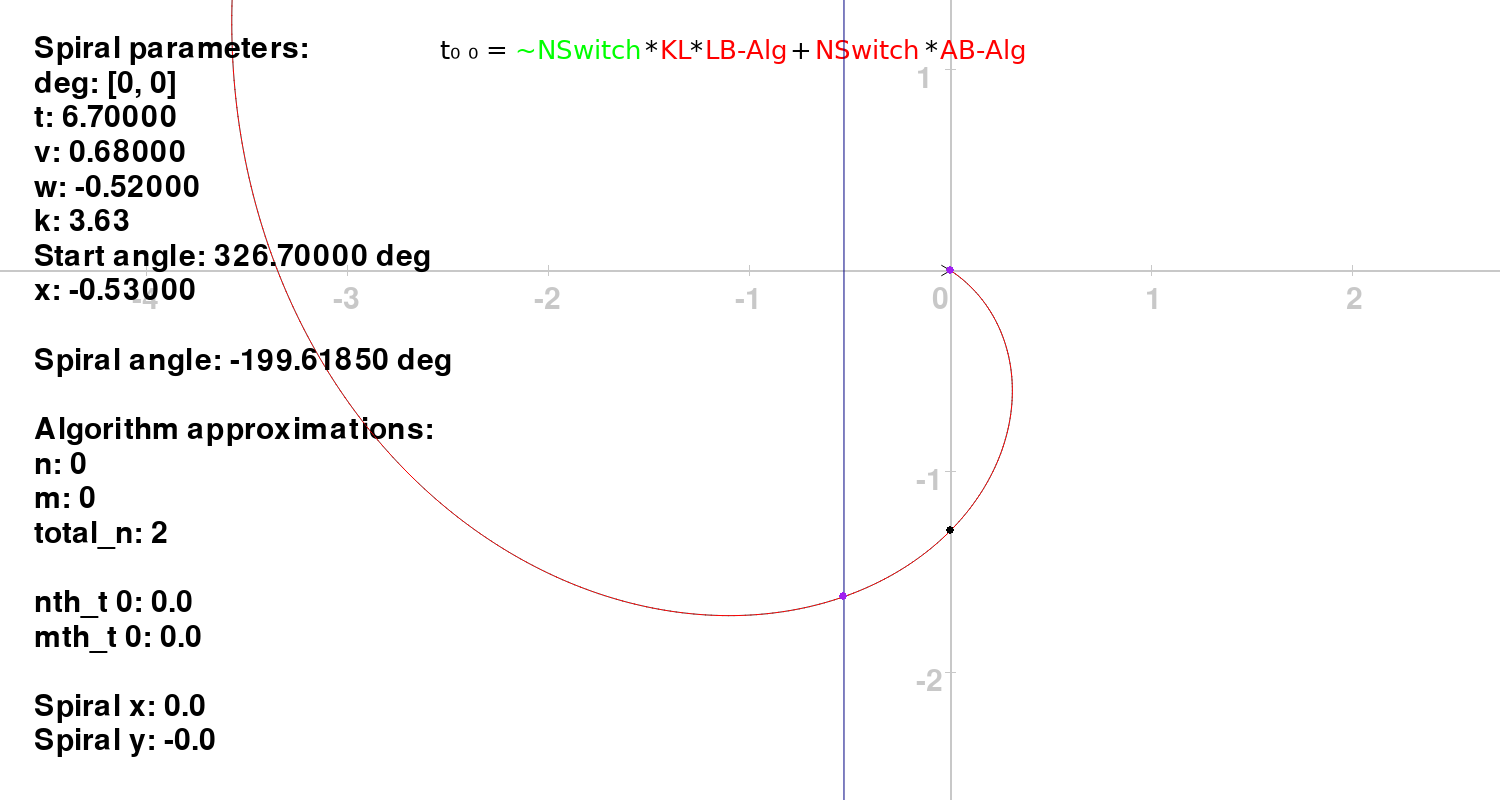 Spiral parameters:
t₀ ₀ = ~NSwitch*KL*LB-Alg+NSwitch*AB-Alg
deg: [0, 0]
1
t: 6.70000
v: 0.68000
w: -0.52000
k: 3.63
Start angle: 326.70000 deg
x: -0.53000
-4 -3 -2 -1 0 1 2
Spiral angle: -199.61850 deg
Algorithm approximations:
n: 0
-1
m: 0
total_n: 2
nth_t 0: 0.0
mth_t 0: 0.0
-2
Spiral x: 0.0
Spiral y: -0.0